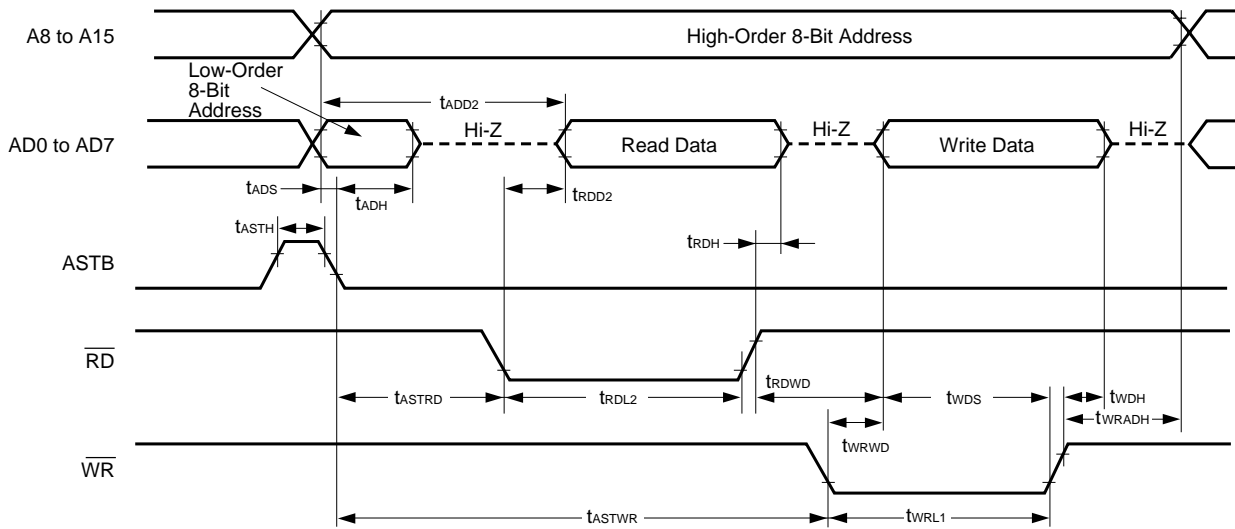 A8 to A15
High-Order 8-Bit Address
Low-Order
8-Bit
Address
tADD2
AD0 to AD7
Hi-Z
Read Data
Hi-Z
Write Data
Hi-Z
tADS
tADH
tRDD2
tASTH
tRDH
ASTB
RD
tASTRD
tRDL2
tRDWD
tWDS
tWDH
tWRADH
tWRWD
WR
tASTWR
tWRL1